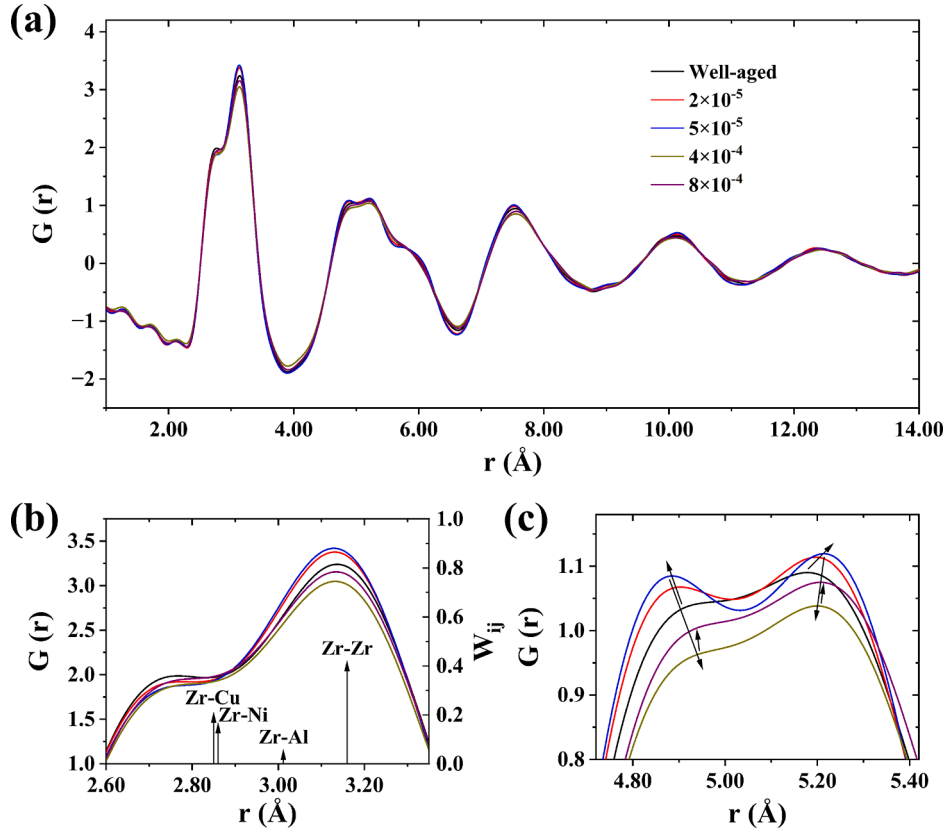 (a)
4
3
2
1
0
−1
−2
G (r)
Well-aged
2×10⁻⁵
5×10⁻⁵
4×10⁻⁴
8×10⁻⁴
2.00 4.00 6.00 8.00 10.00 12.00 14.00
r (Å)
(b)
3.5
3.0
2.5
2.0
1.5
1.0
G (r)
Zr-Cu
Zr-Ni
Zr-Al
Zr-Zr
1.0
0.8
0.6
0.4
0.2
0.0
W_ij
2.60 2.80 3.00 3.20
r (Å)
(c)
1.1
1.0
0.9
0.8
G (r)
4.80 5.00 5.20 5.40
r (Å)